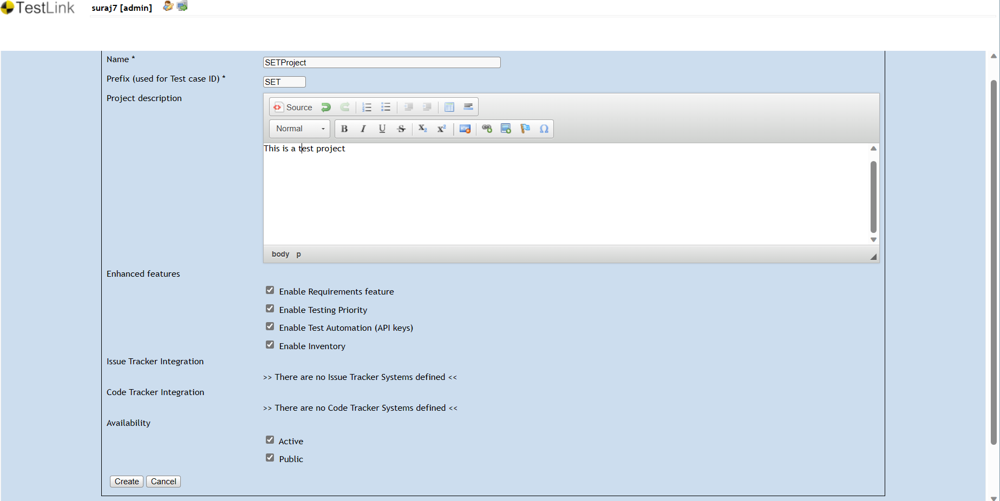 TestLink
suraj7 [admin]
Name *
SETProject
Prefix (used for Test case ID) *
SET
Project description
Source
Normal
B I U S X2 X2
HTML
Ω
This is a test project
body p
Enhanced features
Enable Requirements feature
Enable Testing Priority
Enable Test Automation (API keys)
Enable Inventory
Issue Tracker Integration
>> There are no Issue Tracker Systems defined <<
Code Tracker Integration
>> There are no Code Tracker Systems defined <<
Availability
Active
Public
Create Cancel